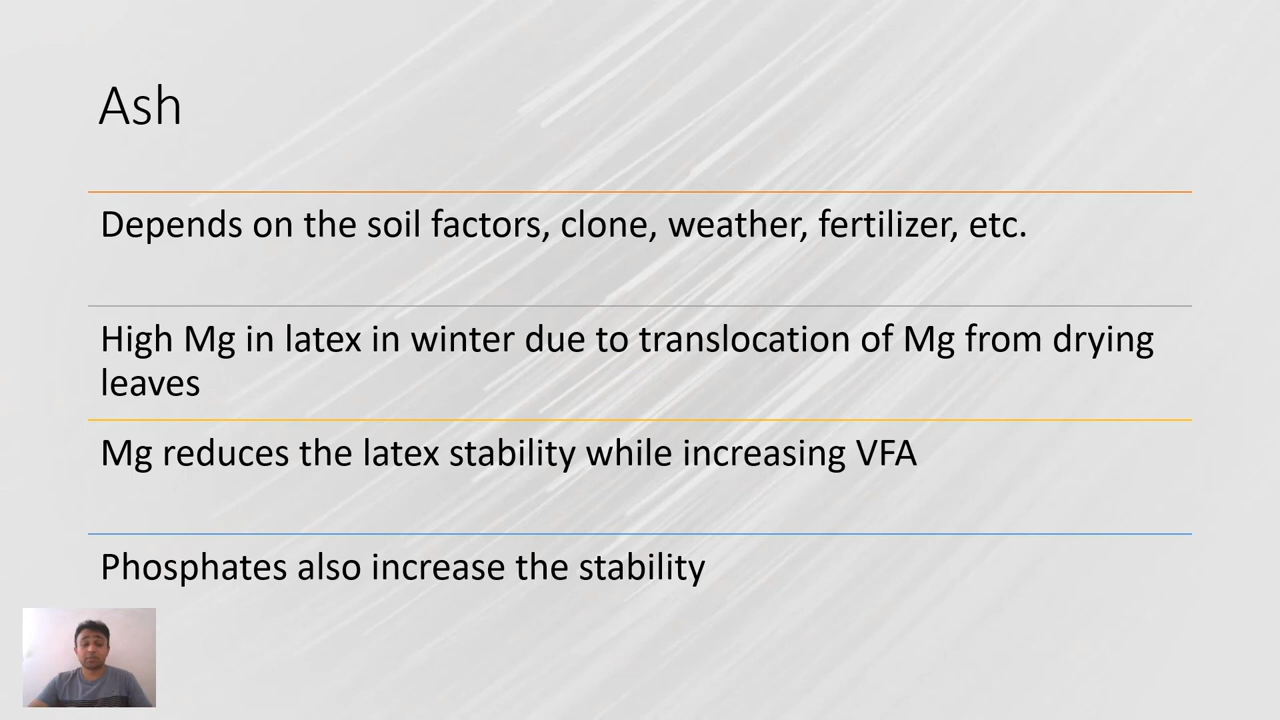 Ash
Depends on the soil factors, clone, weather, fertilizer, etc.
High Mg in latex in winter due to translocation of Mg from drying
leaves
Mg reduces the latex stability while increasing VFA
Phosphates also increase the stability